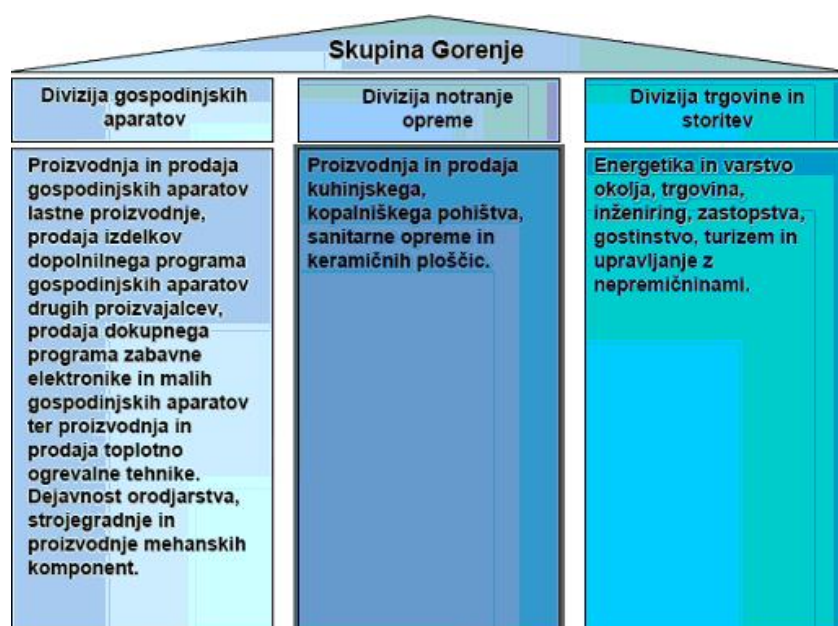 Skupina Gorenje
Divizija gospodinjskih
aparatov
Proizvodnja in prodaja
gospodinjskih aparatov
lastne proizvodnje,
prodaja izdelkov
dopolnilnega programa
gospodinjskih aparatov
drugih proizvajalcev,
prodaja dokupnega
programa zabavne
elektronike in malih
gospodinjskih aparatov
ter proizvodnja in
prodaja toplotno
ogrevalne tehnike.
Dejavnost orodjarstva,
strojegradnje in
proizvodnje mehanskih
komponent.
Divizija notranje
opreme
Proizvodnja in prodaja
kuhinjskega,
kopalniškega pohištva,
sanitarne opreme in
keramičnih ploščic.
Divizija trgovine in
storitev
Energetika in varstvo
okolja, trgovina,
inženiring, zastopstva,
gostinstvo, turizem in
upravljanje z
nepremičninami.